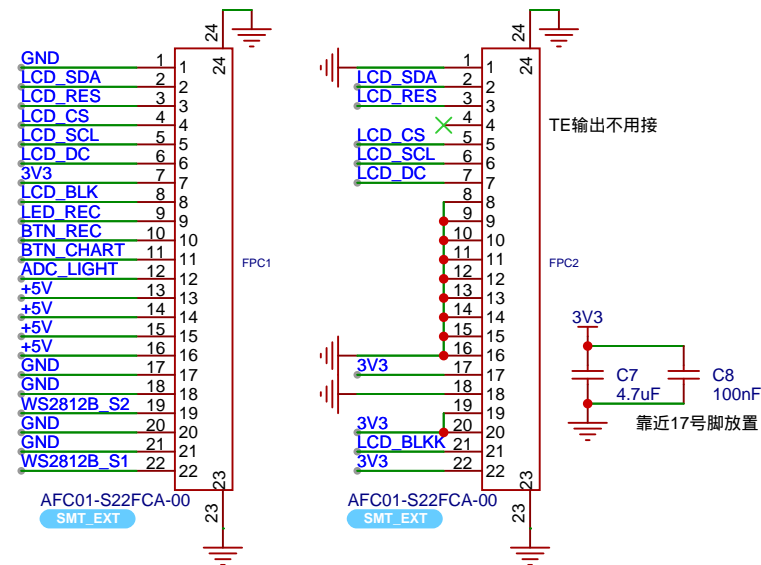 24 24
24 24
GND 1 1
LCD_SDA 2 2
LCD_RES 3 3
LCD_CS 4 4
LCD_SCL 5 5
LCD_DC 6 6
3V3 7 7
LCD_BLK 8 8
LED_REC 9 9
BTN_REC 10 10
BTN_CHART 11 11
ADC_LIGHT 12 12
+5V 13 13
+5V 14 14
+5V 15 15
+5V 16 16
GND 17 17
GND 18 18
WS2812B_S2 19 19
GND 20 20
GND 21 21
WS2812B_S1 22 22
FPC1
23 23
AFC01-S22FCA-00
SMT_EXT
1 1
LCD_SDA 2 2
LCD_RES 3 3
4 4
LCD_CS 5 5
LCD_SCL 6 6
LCD_DC 7 7
8 8
9 9
10 10
11 11
12 12
13 13
14 14
15 15
16 16
3V3 17 17
18 18
19 19
3V3 20 20
LCD_BLKK 21 21
3V3 22 22
FPC2
23 23
AFC01-S22FCA-00
SMT_EXT
TE输出不用接
3V3
C7 C8
4.7uF 100nF
靠近17号脚放置